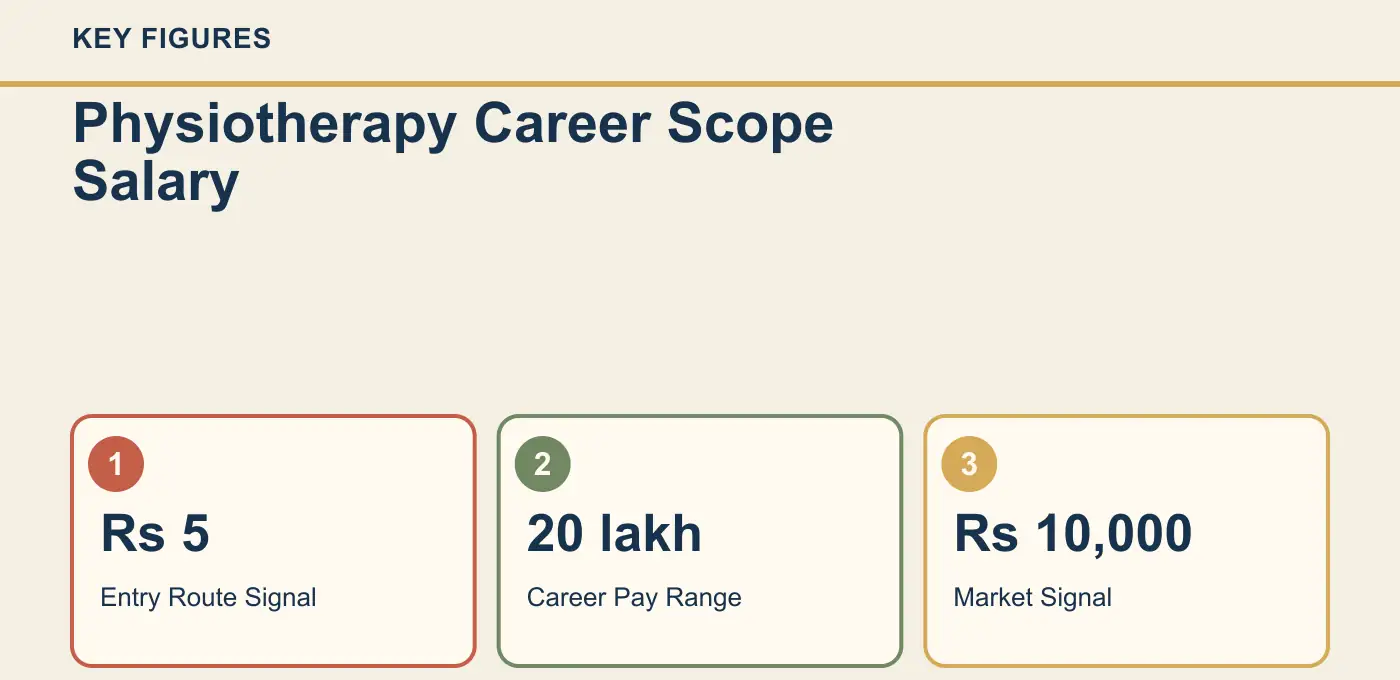 KEY FIGURES
Physiotherapy Career Scope
Salary
1
Rs 5
Entry Route Signal
2
20 lakh
Career Pay Range
3
Rs 10,000
Market Signal